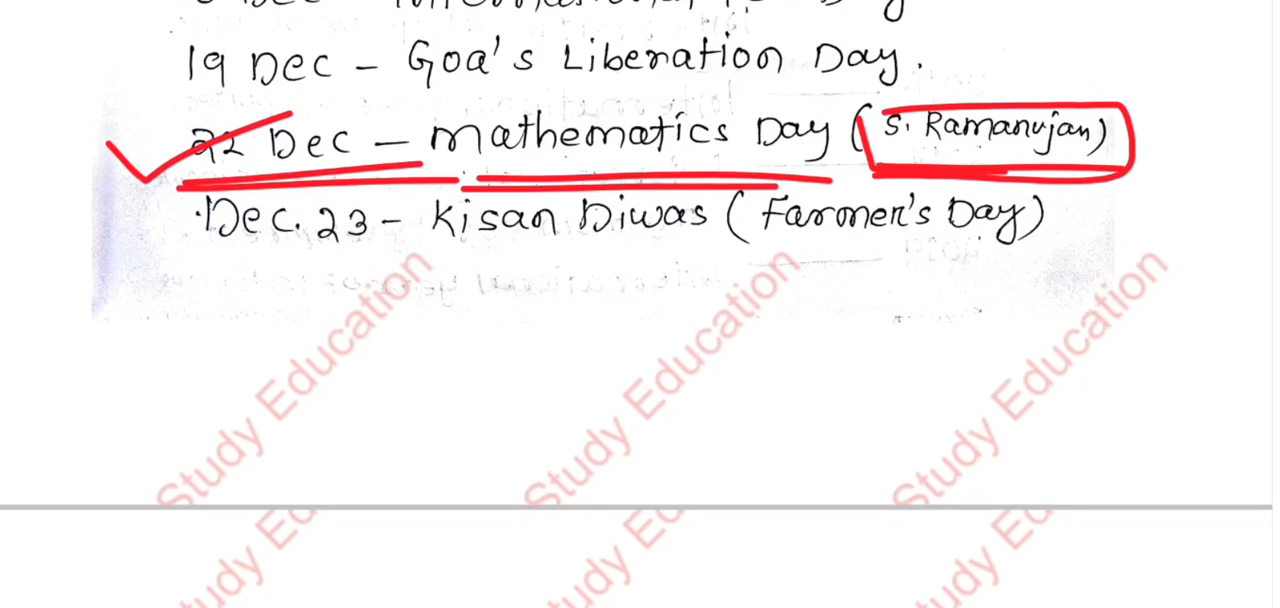 19 Dec - Goa's Liberation Day.
22 Dec - Mathematics Day (S. Ramanujan)
Dec. 23 - Kisan Diwas (Farmer's Day)
Study Education
Study Education
Study Education